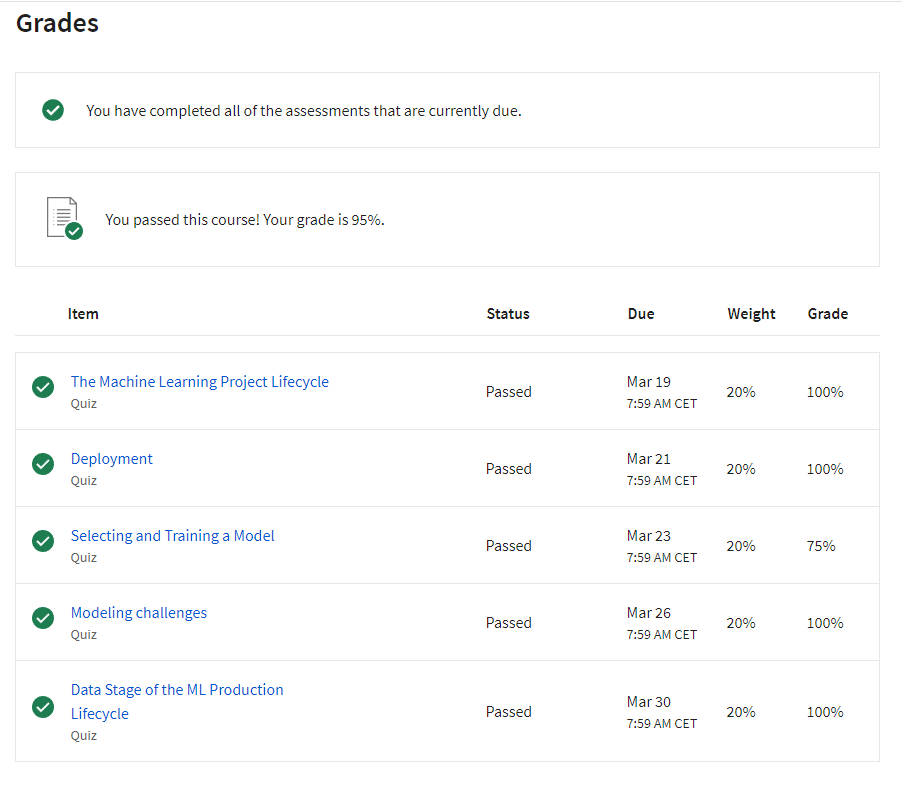 Grades
You have completed all of the assessments that are currently due.
You passed this course! Your grade is 95%.
Item Status Due Weight Grade
The Machine Learning Project Lifecycle
Quiz
Passed
Mar 19
7:59 AM CET
20%
100%
Deployment
Quiz
Passed
Mar 21
7:59 AM CET
20%
100%
Selecting and Training a Model
Quiz
Passed
Mar 23
7:59 AM CET
20%
75%
Modeling challenges
Quiz
Passed
Mar 26
7:59 AM CET
20%
100%
Data Stage of the ML Production
Lifecycle
Quiz
Passed
Mar 30
7:59 AM CET
20%
100%